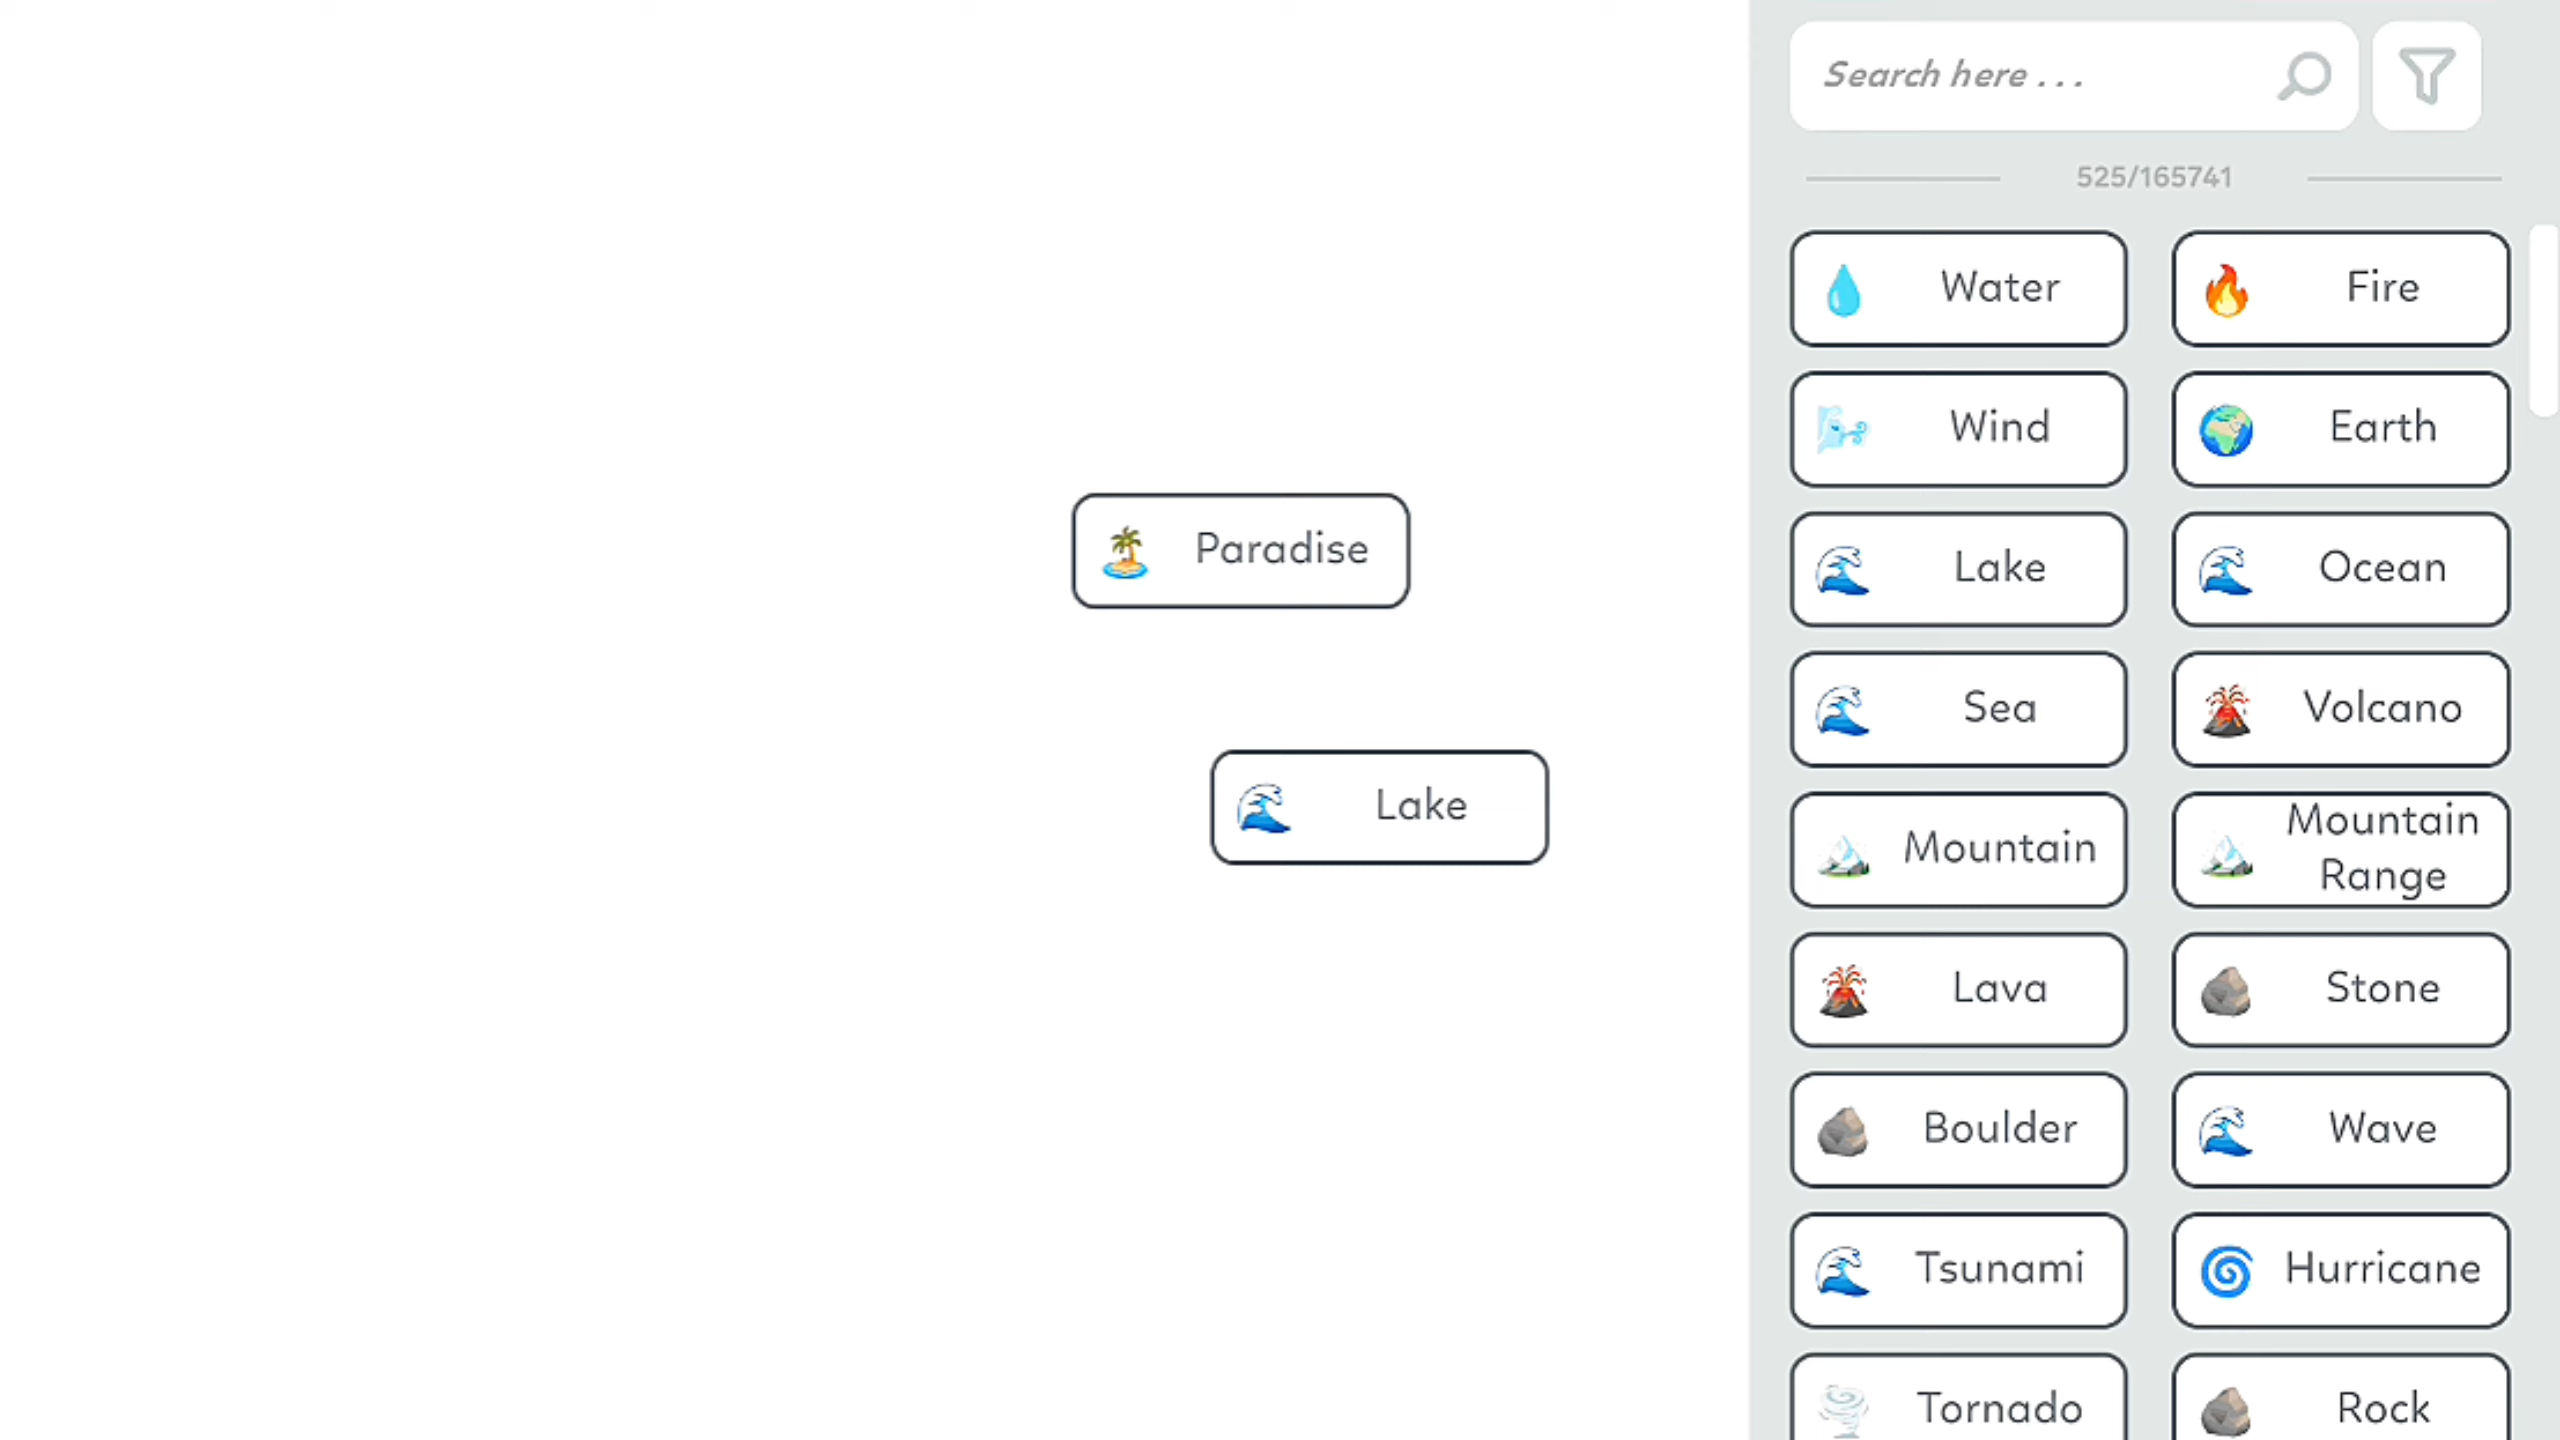 Search here . . .
525/165741
Water
Fire
Wind
Earth
Paradise
Lake
Ocean
Sea
Volcano
Lake
Mountain
Mountain
Range
Lava
Stone
Boulder
Wave
Tsunami
Hurricane
Tornado
Rock